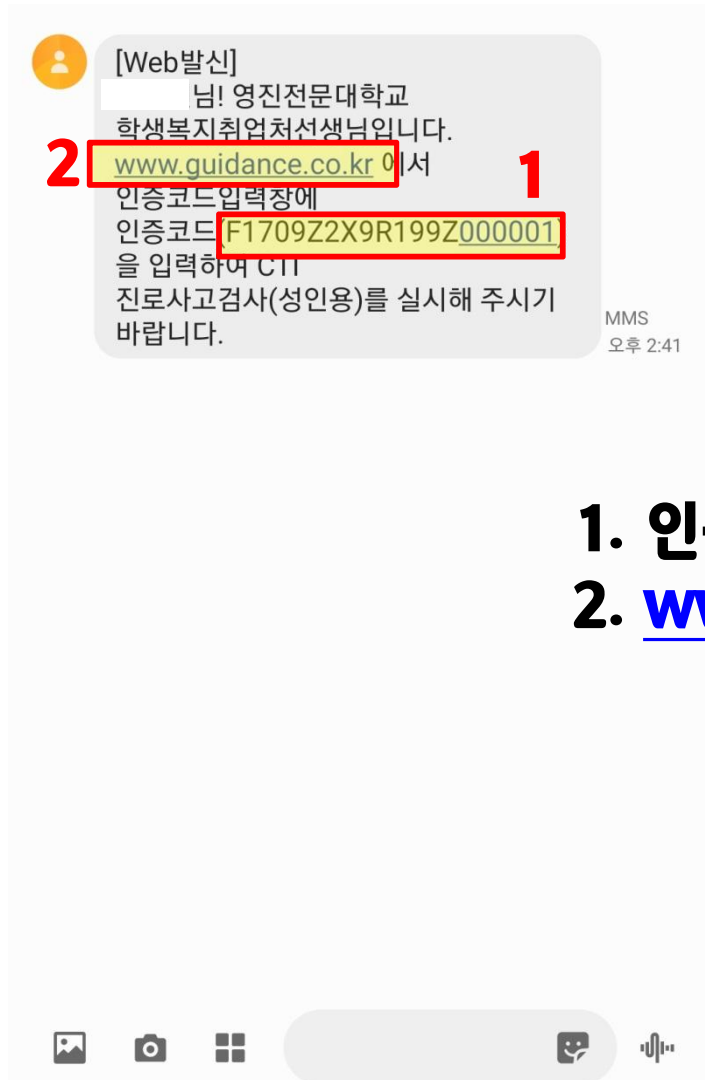 [Web발신]
님! 영진전문대학교
학생복지취업처선생님입니다.
2
www.guidance.co.kr 에서
1
인증코드입력창에
인증코드(F1709Z2X9R199Z000001)
을 입력하여 CTI
진로사고검사(성인용)를 실시해 주시기
바랍니다.
MMS
오후 2:41
1. 인
2.